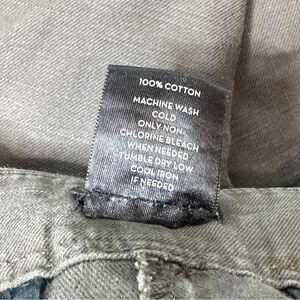 100% COTTON
MACHINE WASH
COLD
ONLY NON-
CHLORINE BLEACH
WHEN NEEDED
TUMBLE DRY LOW
COOL IRON
IF NEEDED